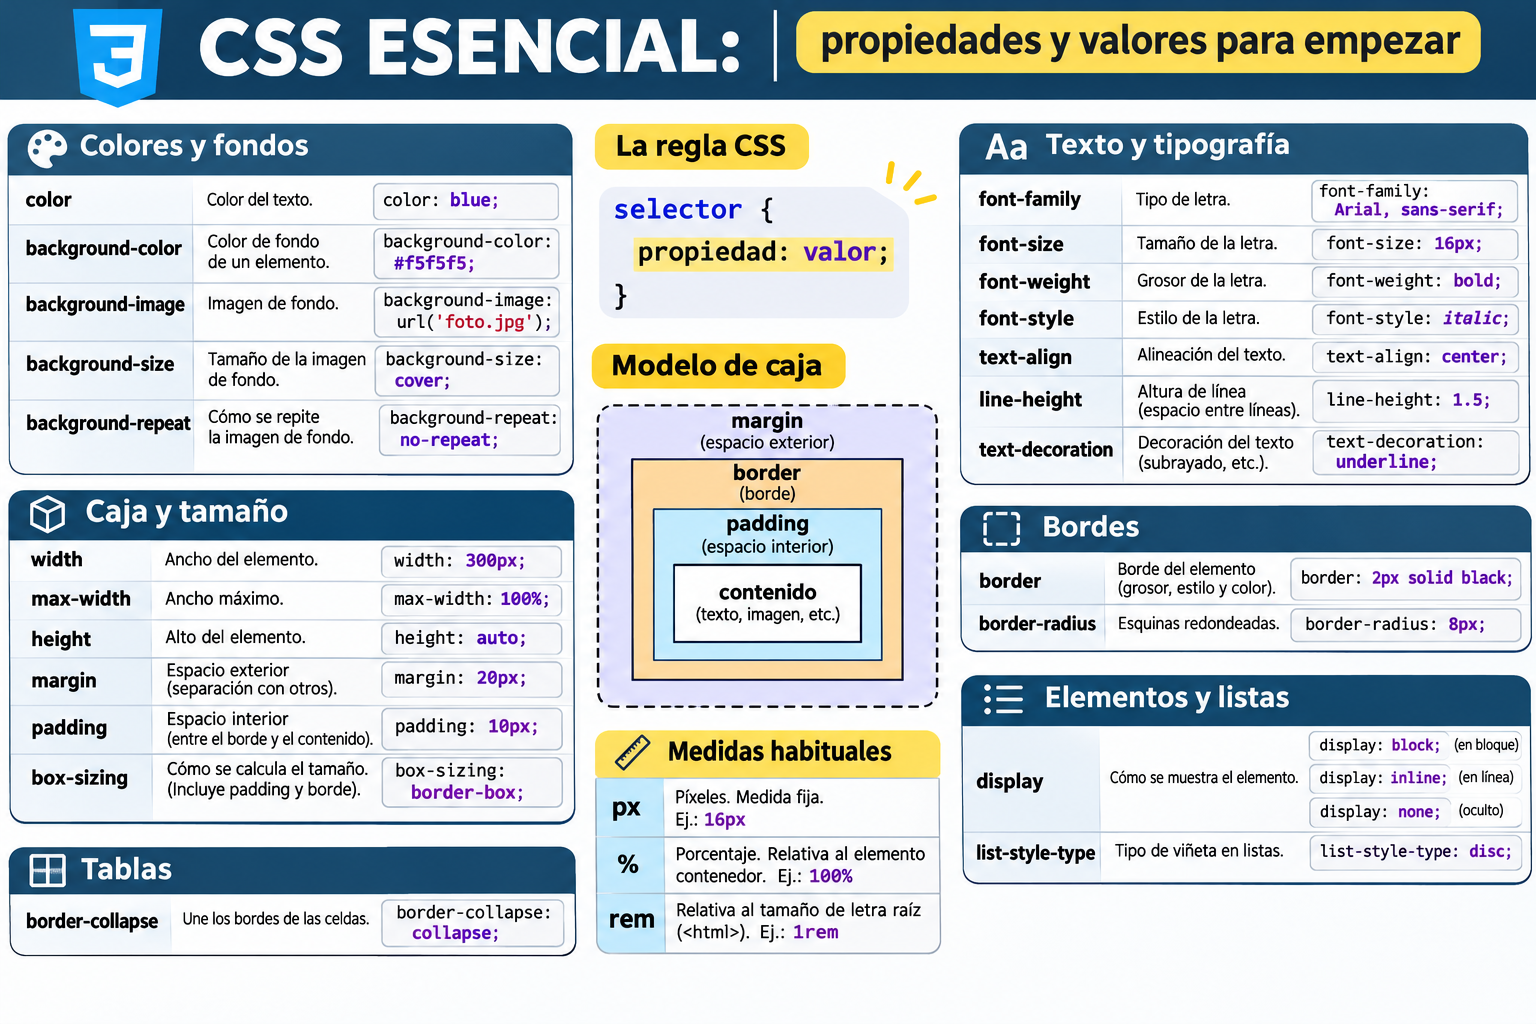 CSS ESENCIAL:
propiedades y valores para empezar
Colores y fondos
color
Color del texto.
color: blue;
background-color
Color de fondo
de un elemento.
background-color:
#f5f5f5;
background-image
Imagen de fondo.
background-image:
url('foto.jpg');
background-size
Tamaño de la imagen
de fondo.
background-size:
cover;
background-repeat
Cómo se repite
la imagen de fondo.
background-repeat:
no-repeat;
Caja y tamaño
width
Ancho del elemento.
width: 300px;
max-width
Ancho máximo.
max-width: 100%;
height
Alto del elemento.
height: auto;
margin
Espacio exterior
(separación con otros).
margin: 20px;
padding
Espacio interior
(entre el borde y el contenido).
padding: 10px;
box-sizing
Cómo se calcula el tamaño.
(Incluye padding y borde).
box-sizing:
border-box;
Tablas
border-collapse
Une los bordes de las celdas.
border-collapse:
collapse;
La regla CSS
selector {
propiedad: valor;
}
Modelo de caja
margin
(espacio exterior)
border
(borde)
padding
(espacio interior)
contenido
(texto, imagen, etc.)
Medidas habituales
px
Píxeles. Medida fija.
Ej.: 16px
%
Porcentaje. Relativa al elemento
contenedor. Ej.: 100%
rem
Relativa al tamaño de letra raíz
(<html>). Ej.: 1rem
Aa Texto y tipografía
font-family
Tipo de letra.
font-family:
Arial, sans-serif;
font-size
Tamaño de la letra.
font-size: 16px;
font-weight
Grosor de la letra.
font-weight: bold;
font-style
Estilo de la letra.
font-style: italic;
text-align
Alineación del texto.
text-align: center;
line-height
Altura de línea
(espacio entre líneas).
line-height: 1.5;
text-decoration
Decoración del texto
(subrayado, etc.).
text-decoration:
underline;
Bordes
border
Borde del elemento
(grosor, estilo y color).
border: 2px solid black;
border-radius
Esquinas redondeadas.
border-radius: 8px;
Elementos y listas
display
Cómo se muestra el elemento.
display: block; (en bloque)
display: inline; (en línea)
display: none; (oculto)
list-style-type
Tipo de viñeta en listas.
list-style-type: disc;